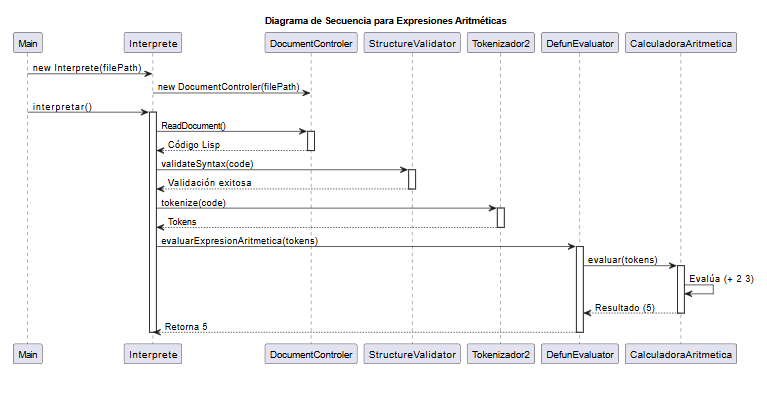 Diagrama de Secuencia para Expresiones Aritméticas
Main Interprete DocumentControler StructureValidator Tokenizador2 DefunEvaluator CalculadoraAritmetica
new Interprete(filePath)
new DocumentControler(filePath)
interpretar()
ReadDocument()
Código Lisp
validateSyntax(code)
Validación exitosa
tokenize(code)
Tokens
evaluarExpresionAritmetica(tokens)
evaluar(tokens)
Evalúa (+ 2 3)
Resultado (5)
Retorna 5
Main Interprete DocumentControler StructureValidator Tokenizador2 DefunEvaluator CalculadoraAritmetica